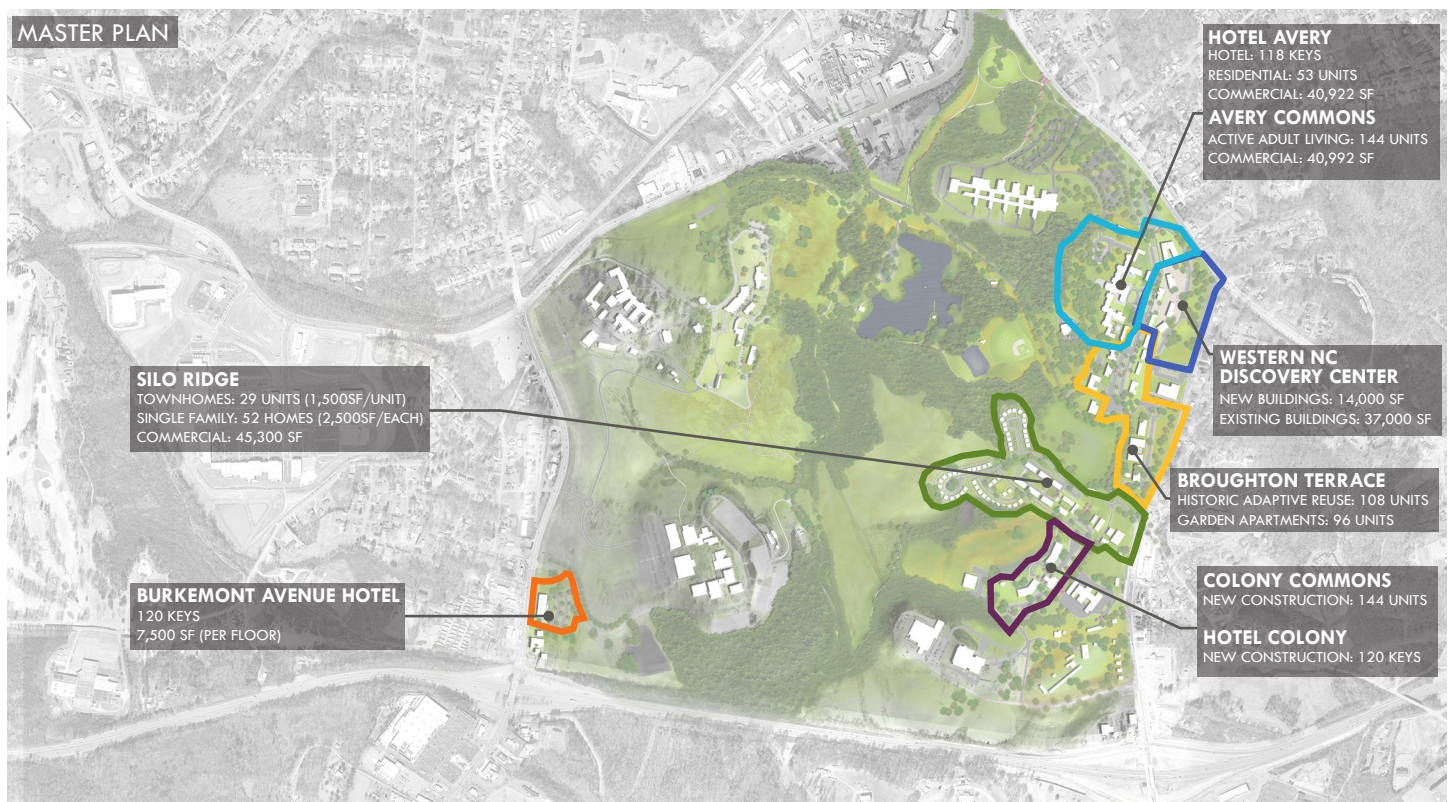 MASTER PLAN
HOTEL AVERY
HOTEL: 118 KEYS
RESIDENTIAL: 53 UNITS
COMMERCIAL: 40,922 SF
AVERY COMMONS
ACTIVE ADULT LIVING: 144 UNITS
COMMERCIAL: 40,992 SF
WESTERN NC
DISCOVERY CENTER
NEW BUILDINGS: 14,000 SF
EXISTING BUILDINGS: 37,000 SF
SILO RIDGE
TOWNHOMES: 29 UNITS (1,500SF/UNIT)
SINGLE FAMILY: 52 HOMES (2,500SF/EACH)
COMMERCIAL: 45,300 SF
BROUGHTON TERRACE
HISTORIC ADAPTIVE REUSE: 108 UNITS
GARDEN APARTMENTS: 96 UNITS
BURKEMONT AVENUE HOTEL
120 KEYS
7,500 SF (PER FLOOR)
COLONY COMMONS
NEW CONSTRUCTION: 144 UNITS
HOTEL COLONY
NEW CONSTRUCTION: 120 KEYS